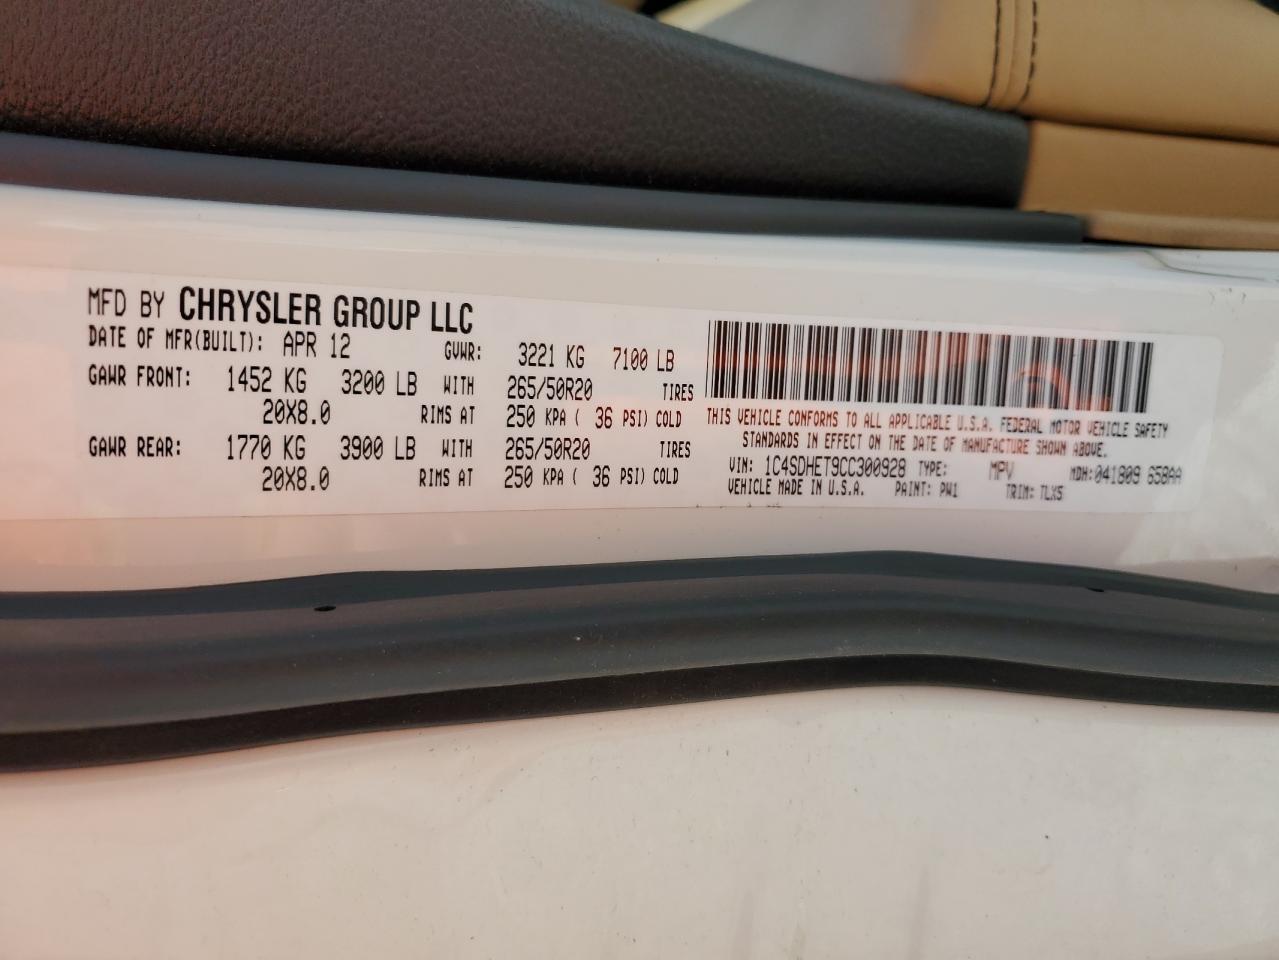 MFD BY CHRYSLER GROUP LLC
DATE OF MFR(BUILT): APR 12 GVWR: 3221 KG 7100 LB
GAWR FRONT: 1452 KG 3200 LB WITH 265/50R20 TIRES
20X8.0 RIMS AT 250 KPA ( 36 PSI) COLD
GAWR REAR: 1770 KG 3900 LB WITH 265/50R20 TIRES
20X8.0 RIMS AT 250 KPA ( 36 PSI) COLD
THIS VEHICLE CONFORMS TO ALL APPLICABLE U.S.A. FEDERAL MOTOR VEHICLE SAFETY
STANDARDS IN EFFECT ON THE DATE OF MANUFACTURE SHOWN ABOVE.
VIN: 1C4SDHET9CC300928 TYPE: MPV MDH:041809 658AA
VEHICLE MADE IN U.S.A. PAINT: PW1 TRIM: TLX5